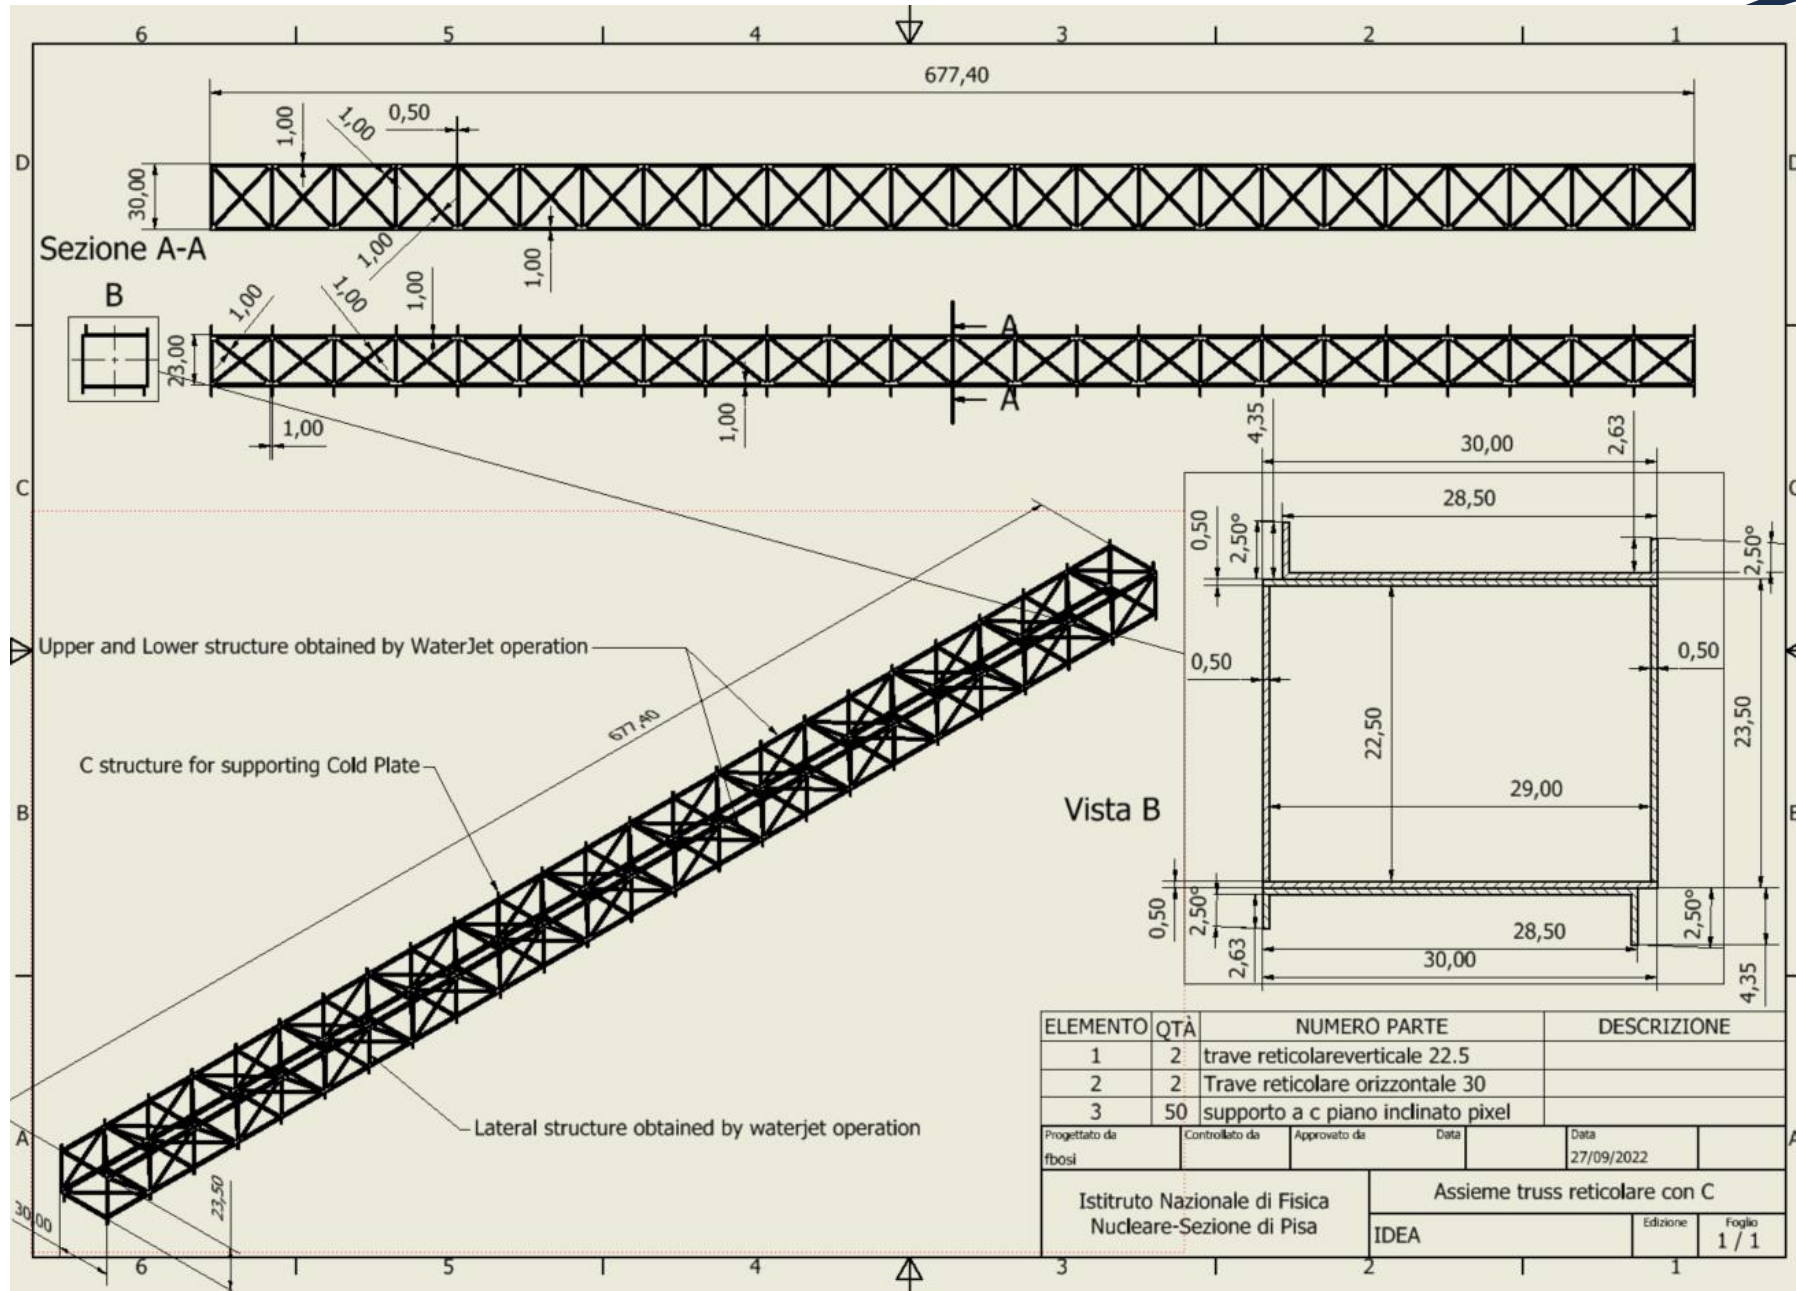 6 5 4 3 2 1
677,40
1,00
1,00
0,50
D
D
30,00
1,00
1,00
Sezione A-A
B
1,00
1,00
1,00
A
23,00
A
1,00
1,00
4,35
30,00
2,63
C
C
28,50
0,50
2,50°
2,50°
Upper and Lower structure obtained by WaterJet operation
0,50
0,50
677,40
22,50
23,50
C structure for supporting Cold Plate
29,00
B
Vista B
B
0,50
2,50°
2,63
28,50
30,00
2,50°
4,35
ELEMENTO QTÀ NUMERO PARTE DESCRIZIONE
1 2 trave reticolareverticale 22.5
2 2 Trave reticolare orizzontale 30
3 50 supporto a c piano inclinato pixel
A
Lateral structure obtained by waterjet operation
A
Progettato da Controllato da Approvato da Data Data
fbosi 27/09/2022
23,50
30,00
Istitruto Nazionale di Fisica
Nucleare-Sezione di Pisa
Assieme truss reticolare con C
IDEA
Edizione
Foglio
1 / 1
6 5 4 3 2 1